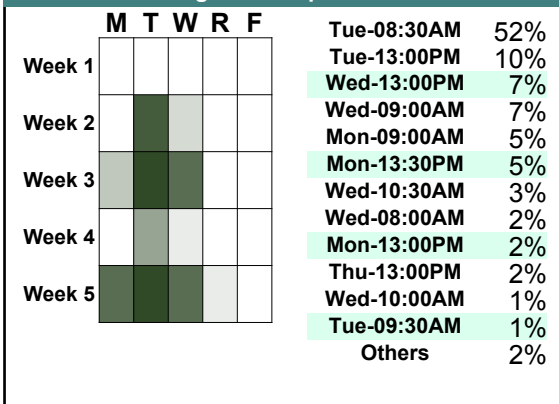 M T W R F
Week 1
Week 2
Week 3
Week 4
Week 5
Tue-08:30AM 52%
Tue-13:00PM 10%
Wed-13:00PM 7%
Wed-09:00AM 7%
Mon-09:00AM 5%
Mon-13:30PM 5%
Wed-10:30AM 3%
Wed-08:00AM 2%
Mon-13:00PM 2%
Thu-13:00PM 2%
Wed-10:00AM 1%
Tue-09:30AM 1%
Others 2%